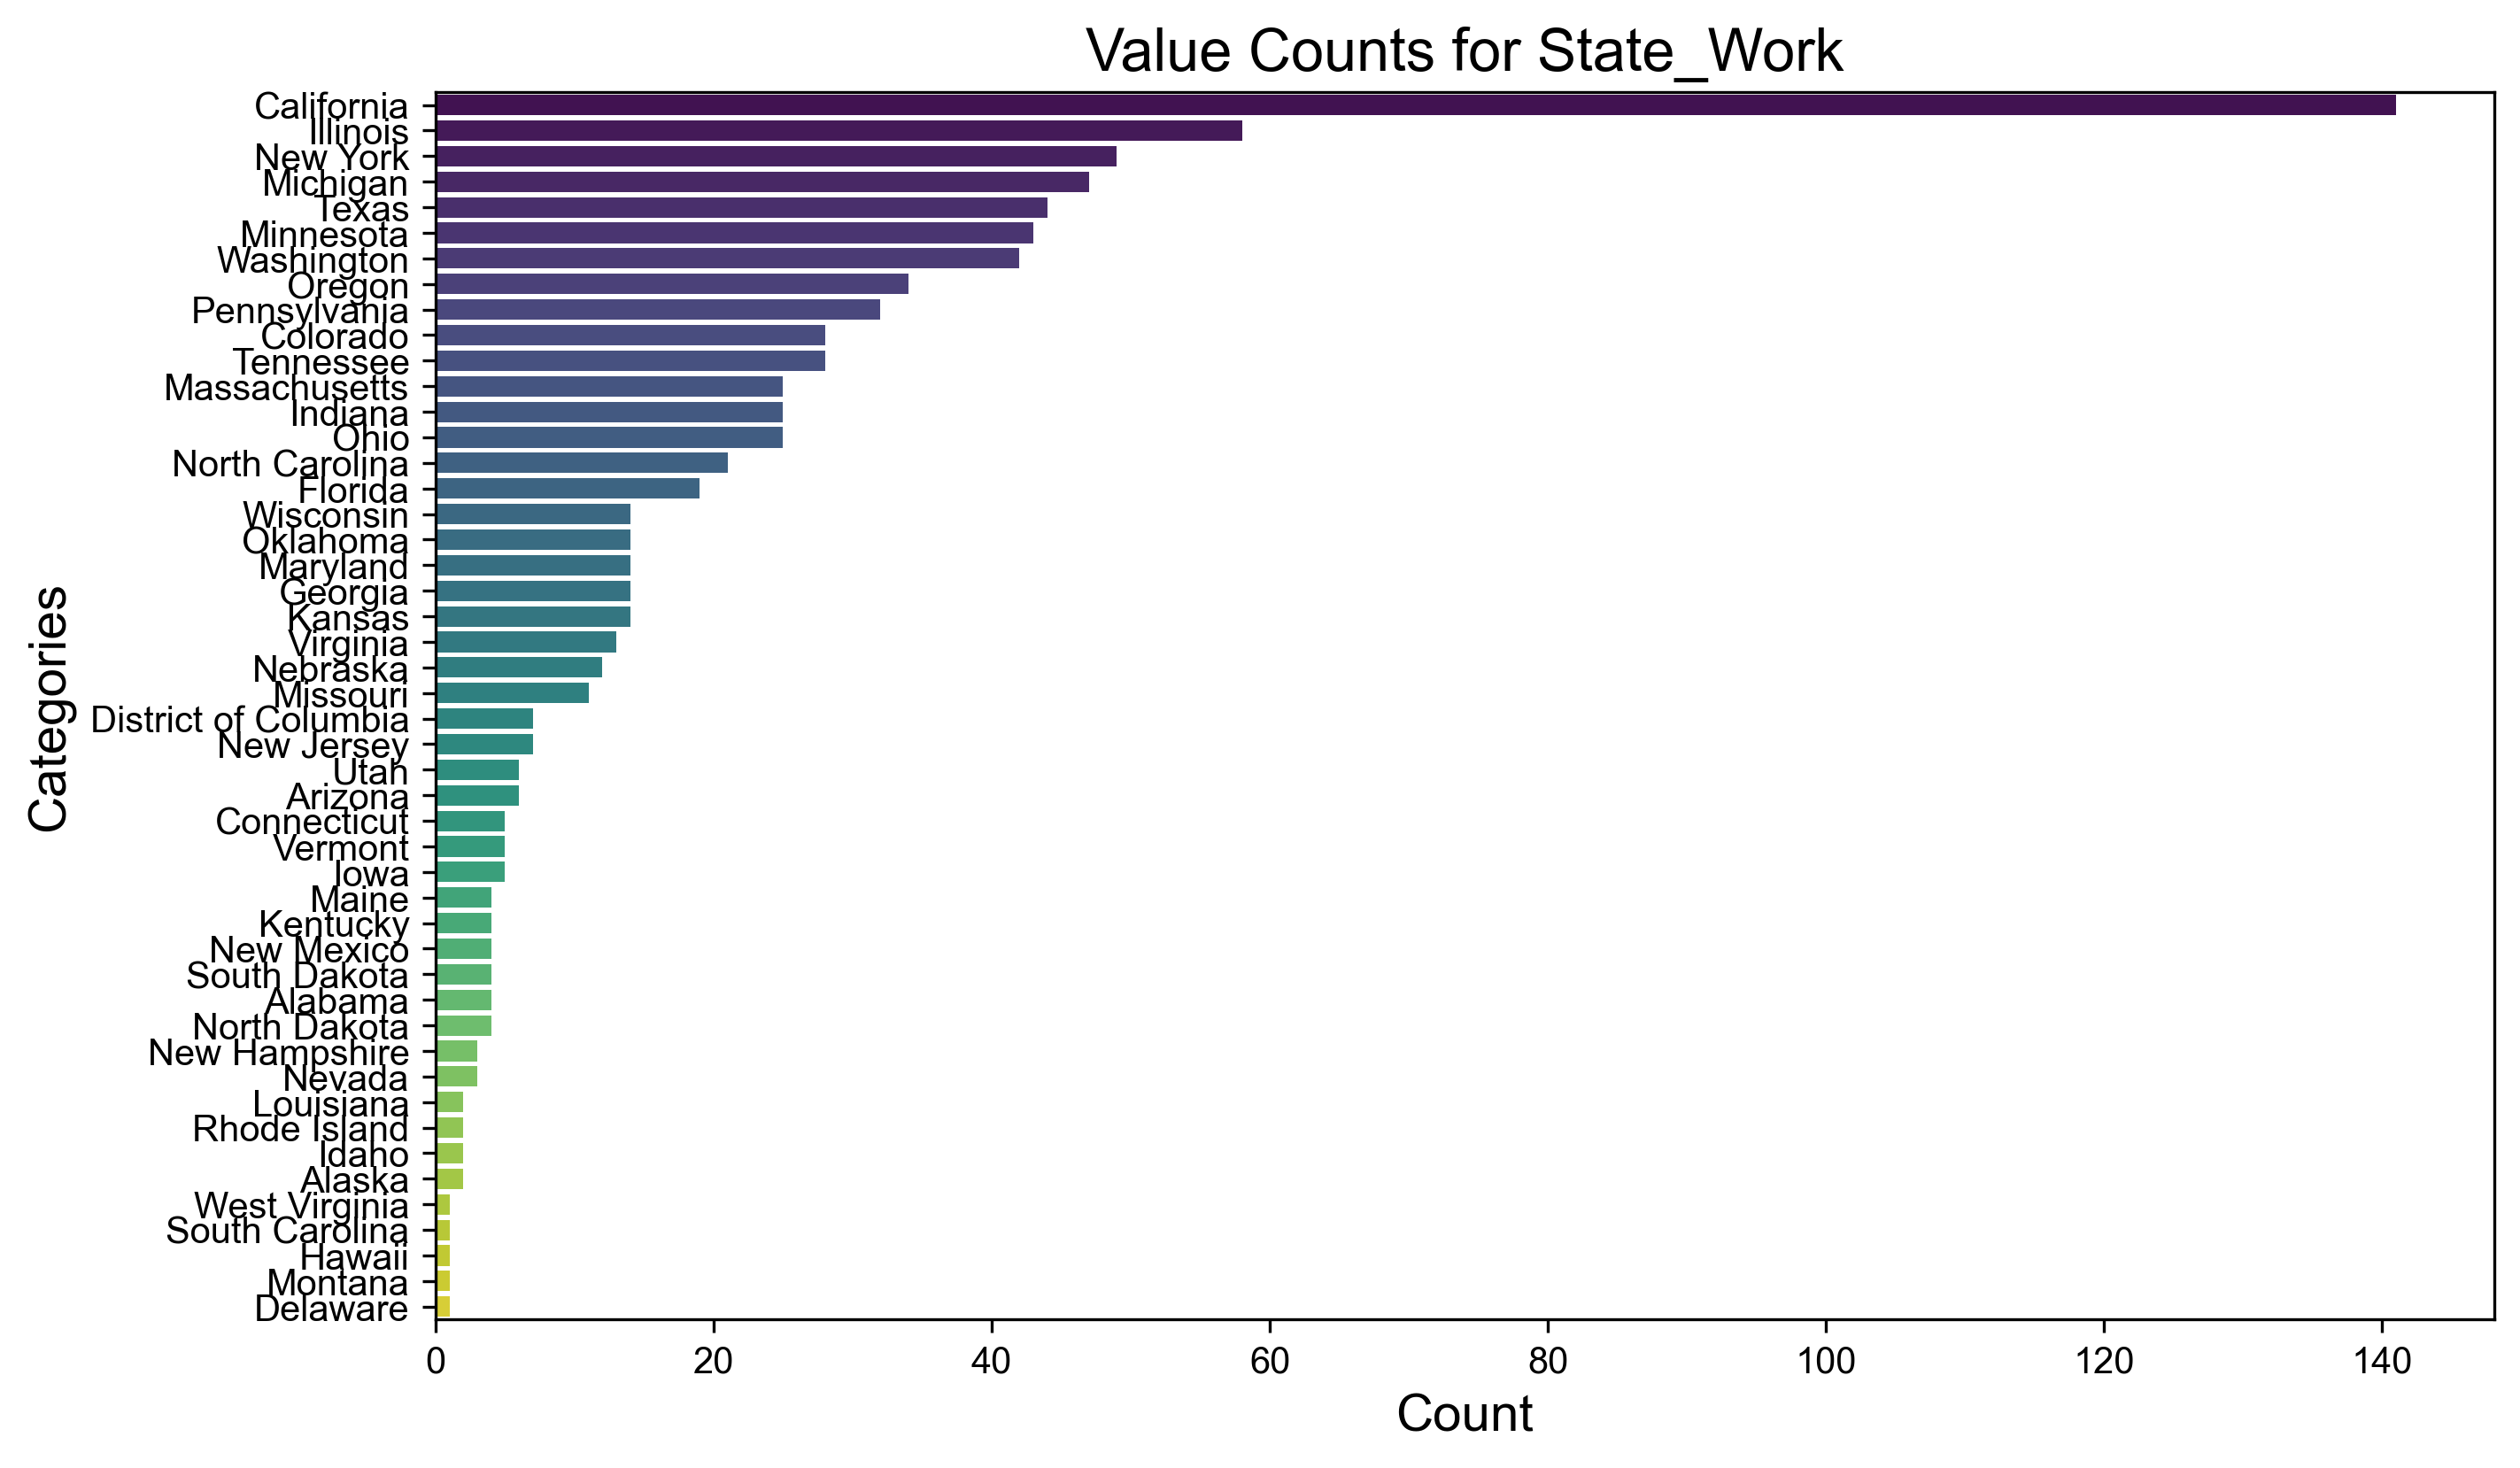 Value Counts for State_Work
California
Illinois
New York
Michigan
Texas
Minnesota
Washington
Oregon
Pennsylvania
Colorado
Tennessee
Massachusetts
Indiana
Ohio
North Carolina
Florida
Wisconsin
Oklahoma
Maryland
Georgia
Kansas
Virginia
Nebraska
Missouri
District of Columbia
New Jersey
Utah
Arizona
Connecticut
Vermont
Iowa
Maine
Kentucky
New Mexico
South Dakota
Alabama
North Dakota
New Hampshire
Nevada
Louisiana
Rhode Island
Idaho
Alaska
West Virginia
South Carolina
Hawaii
Montana
Delaware
Categories
0 20 40 60 80 100 120 140
Count